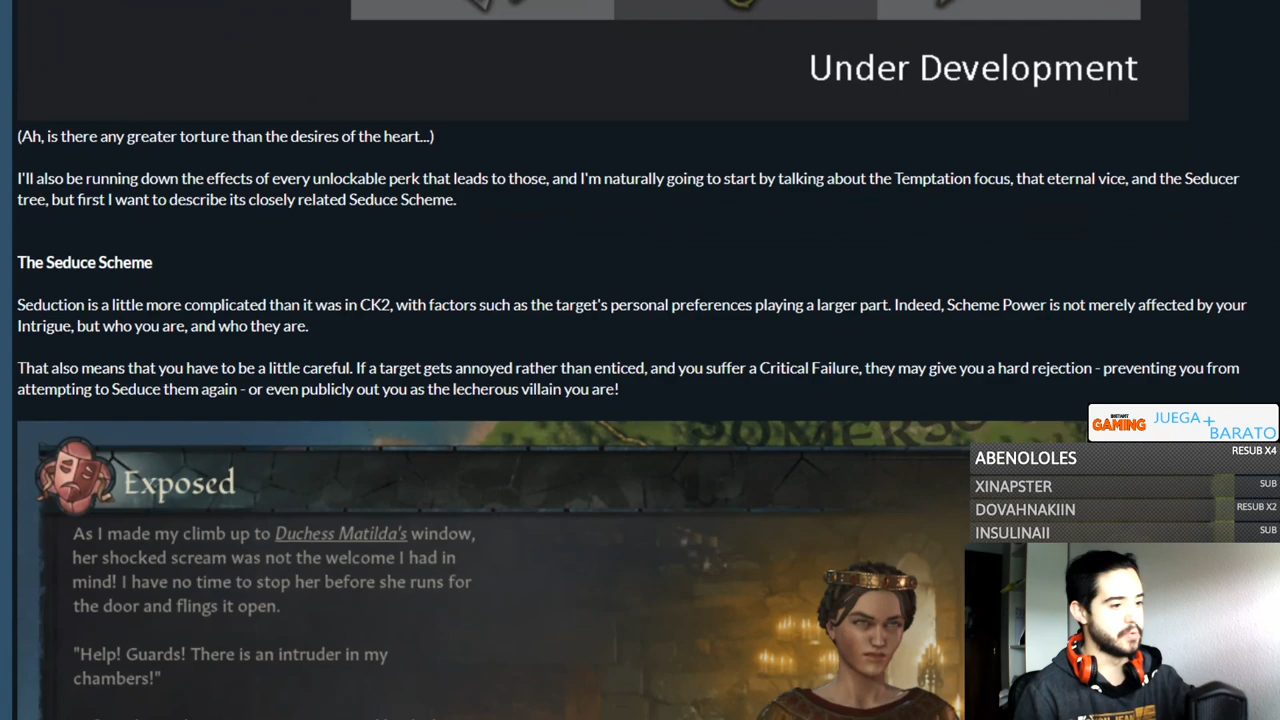 Under Development
(Ah, is there any greater torture than the desires of the heart...)
I'll also be running down the effects of every unlockable perk that leads to those, and I'm naturally going to start by talking about the Temptation focus, that eternal vice, and the Seducer
tree, but first I want to describe its closely related Seduce Scheme.
The Seduce Scheme
Seduction is a little more complicated than it was in CK2, with factors such as the target's personal preferences playing a larger part. Indeed, Scheme Power is not merely affected by your
Intrigue, but who you are, and who they are.
That also means that you have to be a little careful. If a target gets annoyed rather than enticed, and you suffer a Critical Failure, they may give you a hard rejection - preventing you from
attempting to Seduce them again - or even publicly out you as the lecherous villain you are!
Exposed
As I made my climb up to Duchess Matilda's window,
her shocked scream was not the welcome I had in
mind! I have no time to stop her before she runs for
the door and flings it open.
"Help! Guards! There is an intruder in my
chambers!"
INSTANT
GAMING
JUEGA+
BARATO
ABENOLOLES RESUB X4
XINAPSTER SUB
DOVAHNAKIIN RESUB X2
INSULINAII SUB